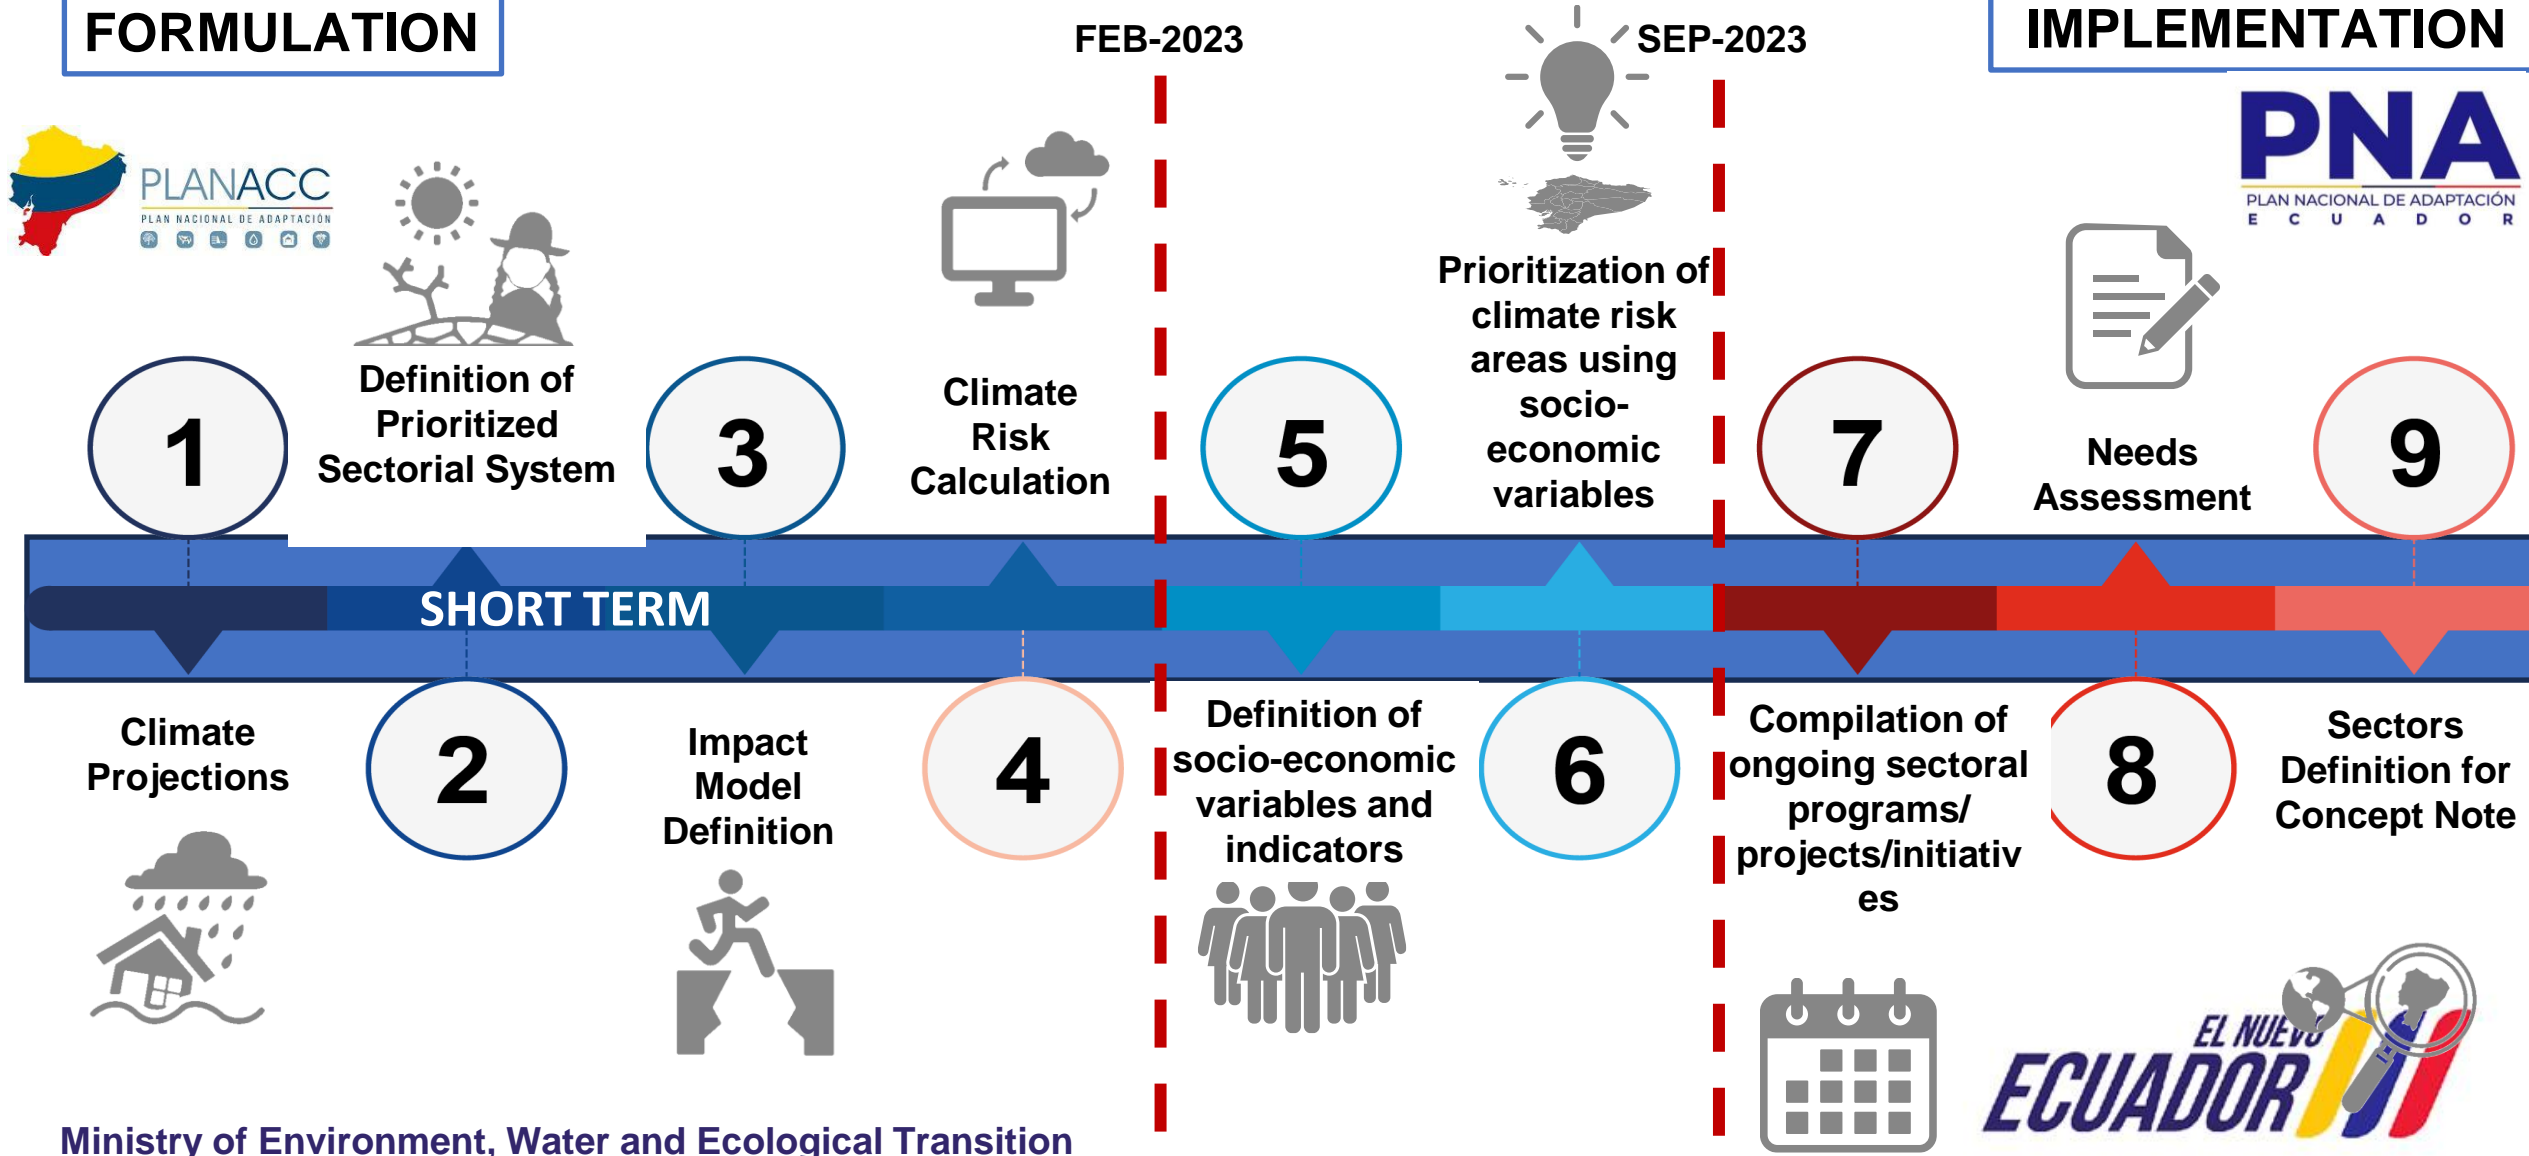 FORMULATION
FEB-2023
SEP-2023
IMPLEMENTATION
PLANACC
PLAN NACIONAL DE ADAPTACIÓN
PNA
PLAN NACIONAL DE ADAPTACIÓN
ECUADOR
1
Definition of
Prioritized
Sectorial System
3
Climate
Risk
Calculation
5
Prioritization of
climate risk
areas using
socio-
economic
variables
7
Needs
Assessment
9
SHORT TERM
Climate
Projections
2
Impact
Model
Definition
4
Definition of
socio-economic
variables and
indicators
6
Compilation of
ongoing sectoral
programs/
projects/initiativ
es
8
Sectors
Definition for
Concept Note
EL NUEVO
ECUADOR
Ministry of Environment, Water and Ecological Transition